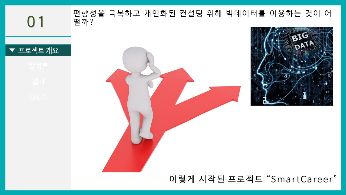 01
편향성을 극복하고 개인화된 컨설팅 위해 빅데이터를 이용하는 것이 어
떨까?
▼ 프로젝트 개요
BIG
DATA
이렇게 시작된 프로젝트 “SmartCareer”